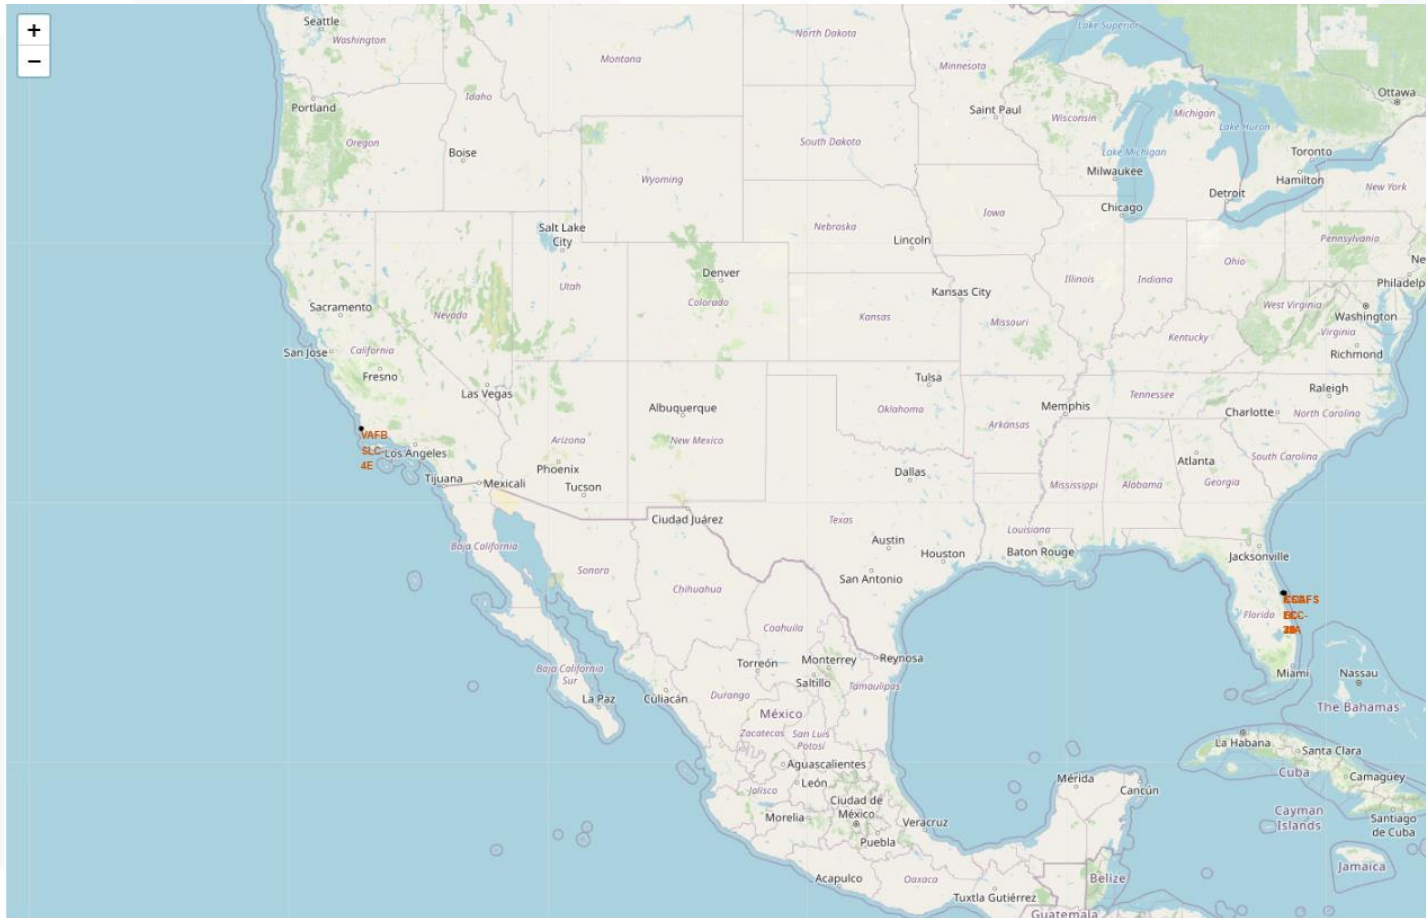 +
−
Seattle
Washington
North Dakota
Lake Superior
Montana
Minnesota
Ottawa
Portland
Idaho
Saint Paul
Wisconsin
Michigan
Lake Huron
Oregon
Boise
South Dakota
Lake Michigan
Toronto
Milwaukee
Hamilton
Wyoming
Detroit
New York
Chicago
Iowa
Salt Lake
City
Nebraska
Lincoln
Pennsylvania
Ne
Denver
Ohio
Utah
Illinois
Indiana
Philadelp
Kansas City
Colorado
Sacramento
Nevada
West Virginia
Washington
Kansas
Missouri
Virginia
Kentucky
San Jose
California
Richmond
Fresno
Tulsa
Raleigh
Las Vegas
Tennessee
Albuquerque
Oklahoma
Memphis
Charlotte
North Carolina
Arkansas
VAFB
SLC-
4E
Los Angeles
Arizona
New Mexico
South Carolina
Phoenix
Atlanta
Dallas
Tijuana
Mexicali
Tucson
Mississippi
Alabama
Georgia
Ciudad Juárez
Texas
Louisiana
Austin
Baja California
Houston
Baton Rouge
Jacksonville
Sonora
San Antonio
Chihuahua
Florida
Coahuila
Torreón
Monterrey
Reynosa
Baja California
Sur
Saltillo
Miami
Nassau
La Paz
Culiacán
Durango
Tamaulipas
The Bahamas
México
Zacatecas
San Luis
Potosí
La Habana
Santa Clara
Aguascalientes
Cuba
Mérida
Camagüey
Jalisco
León
Cancún
Ciudad de
México
Cayman
Islands
Morelia
Veracruz
Santiago
de Cuba
Puebla
Jamaica
Acapulco
Oaxaca
Belize
Tuxtla Gutiérrez
Guatemala